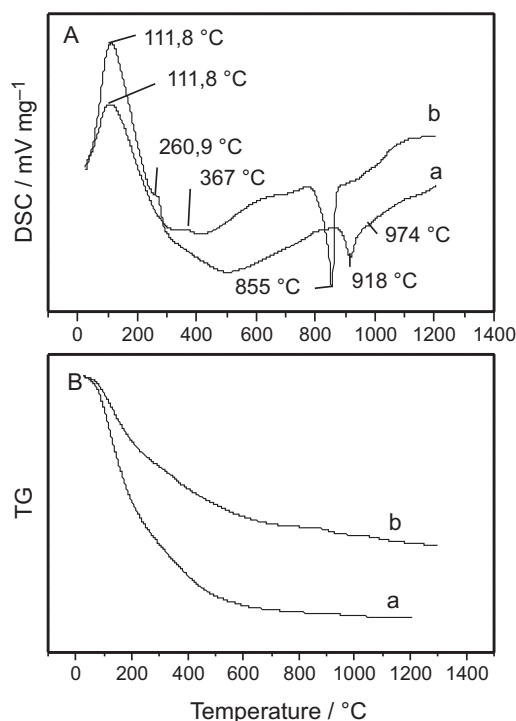 A
111,8 °C
111,8 °C
b
260,9 °C
a
367 °C
974 °C
855 °C
918 °C
DSC / mV mg–1
0 200 400 600 800 1000 1200 1400
B
b
a
TG
0 200 400 600 800 1000 1200 1400
Temperature / °C